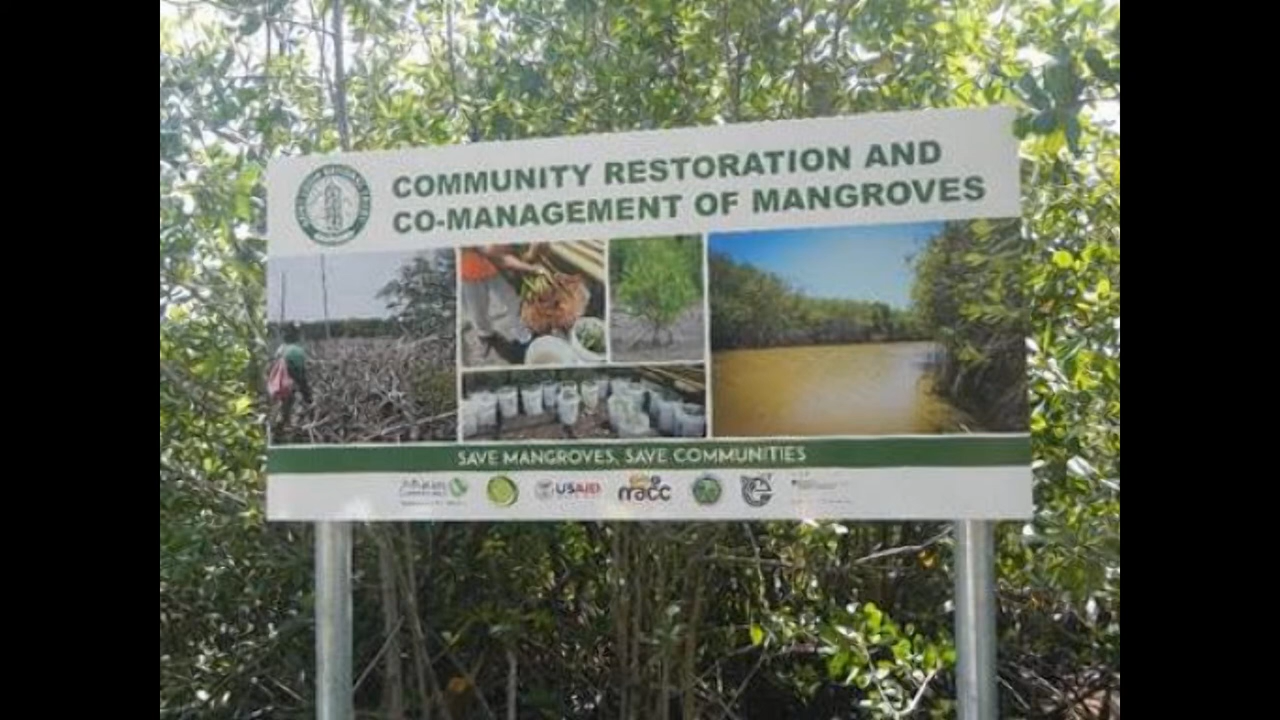 COMMUNITY RESTORATION AND
CO-MANAGEMENT OF MANGROVES
SAVE MANGROVES, SAVE COMMUNITIES
USAID
macc